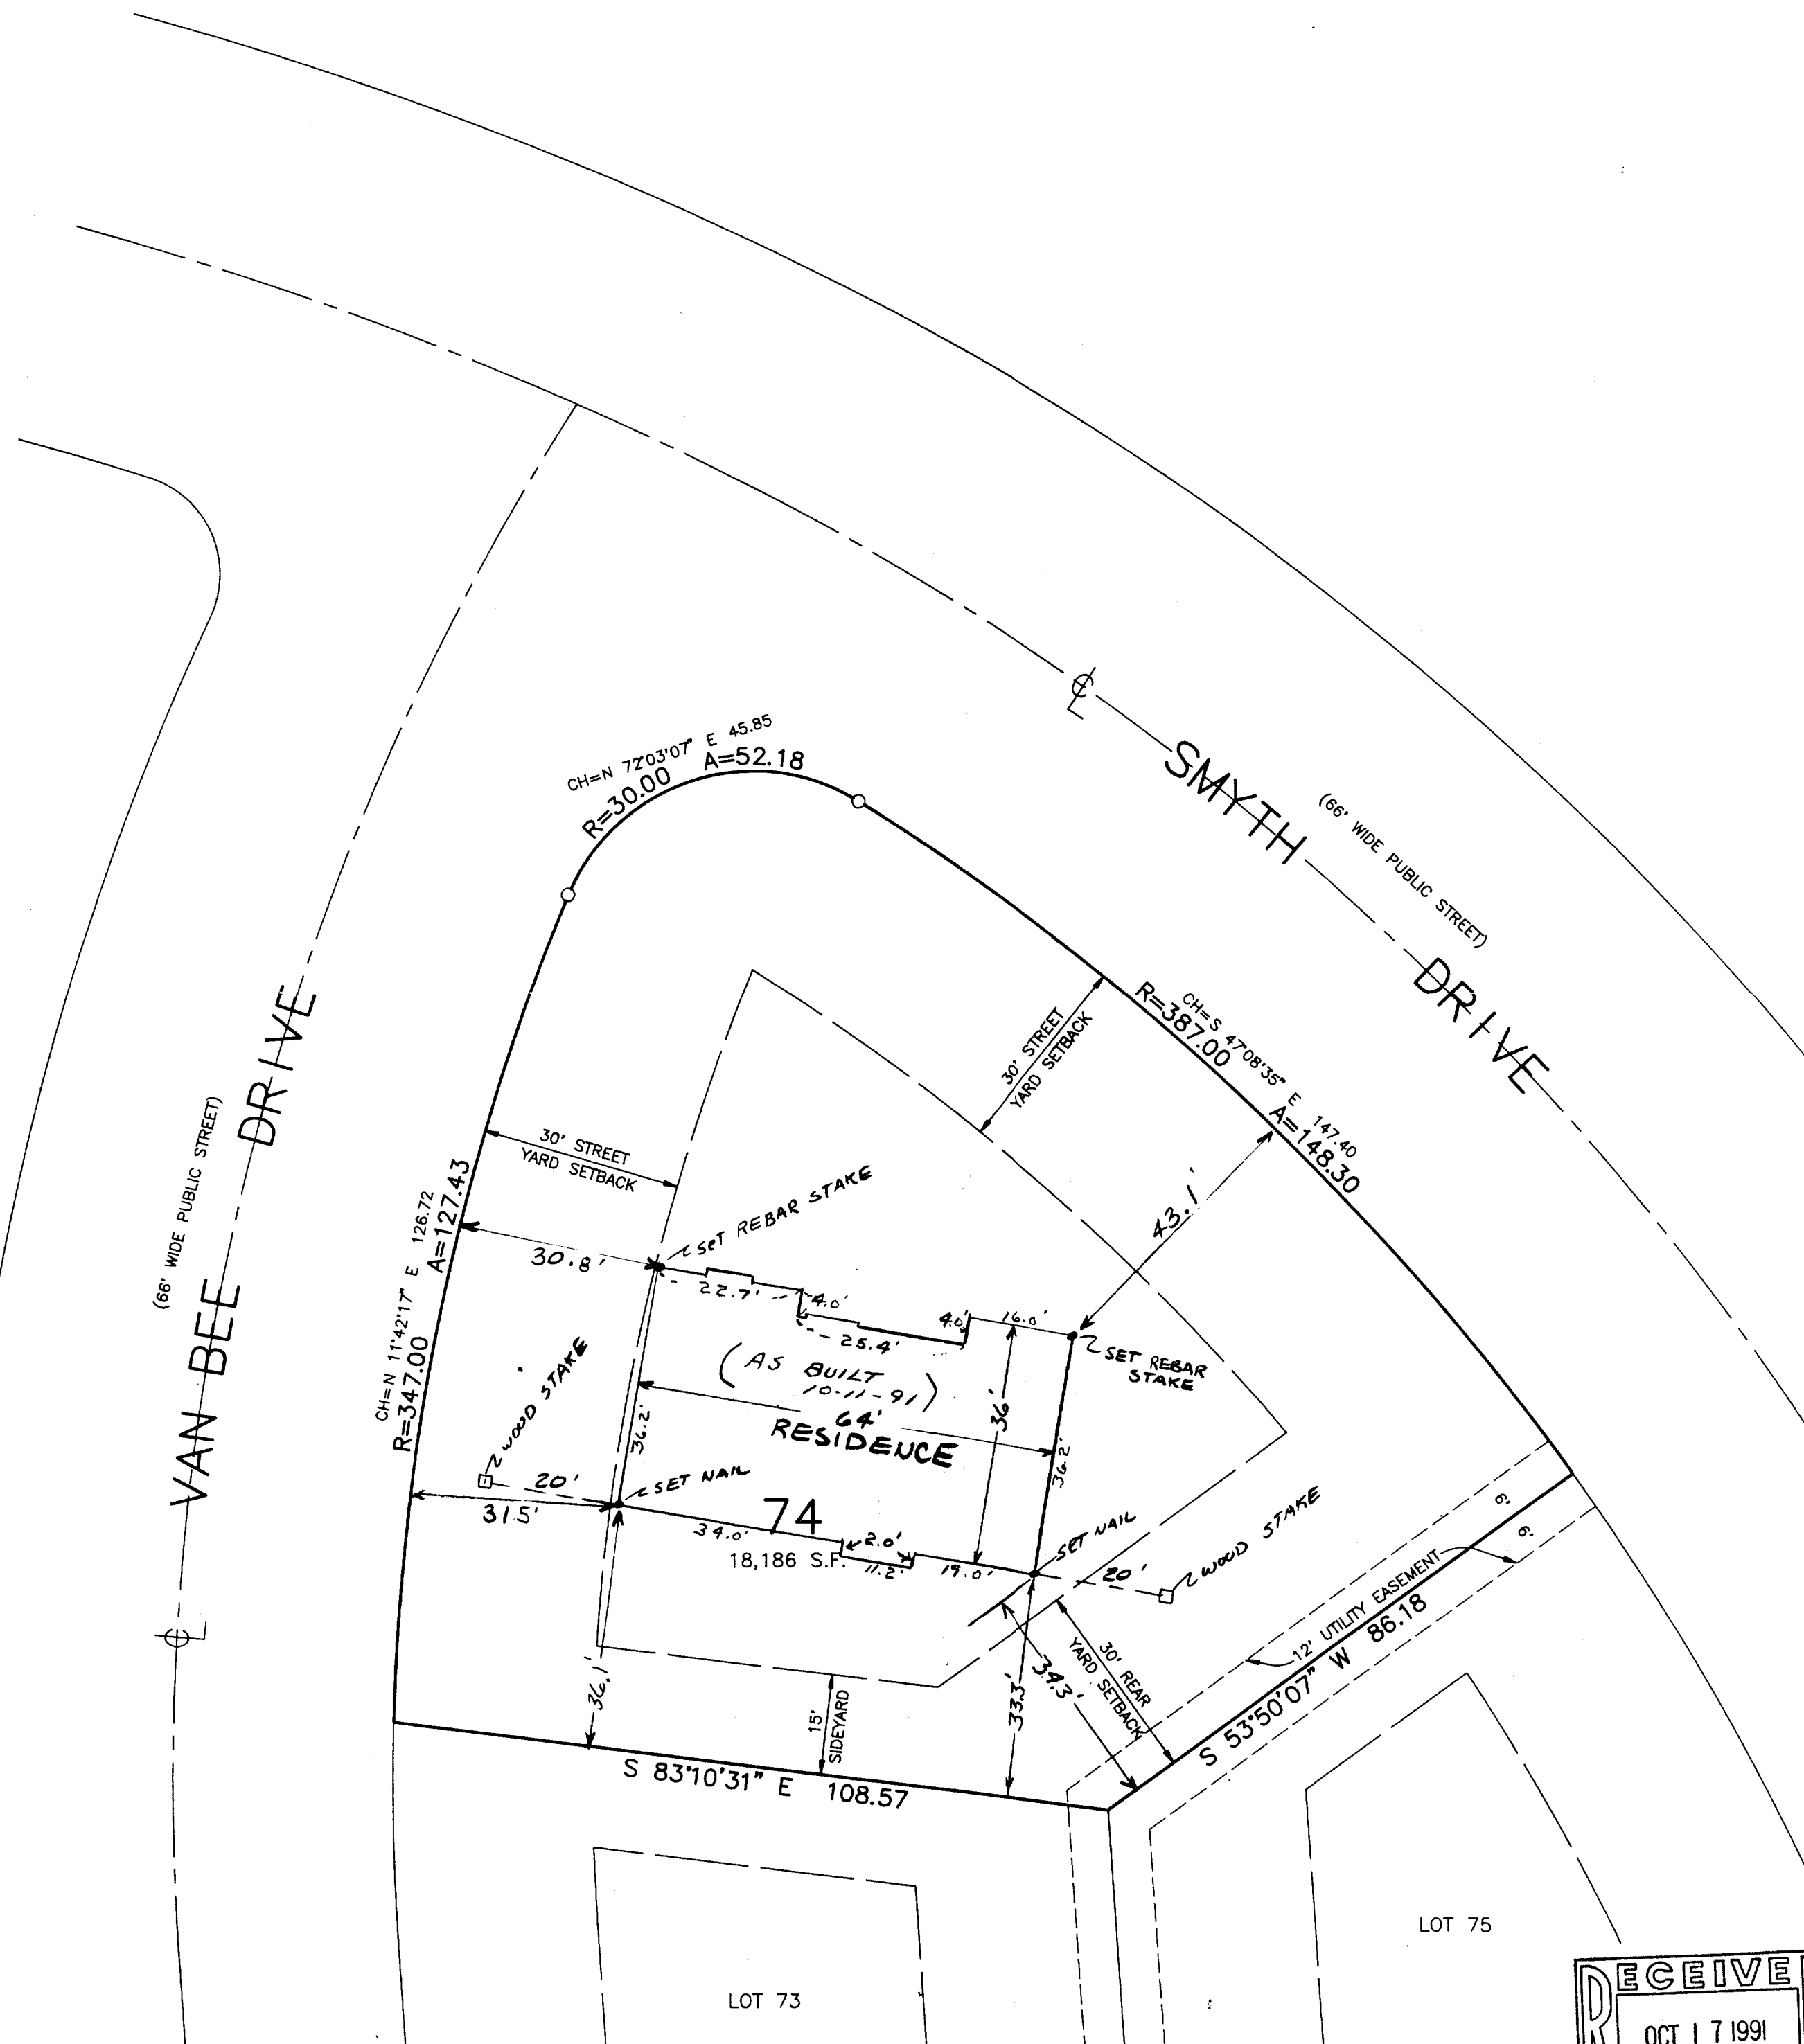 CH=N 72°03'07" E 45.85
R=30.00 A=52.18
SMYTH DRIVE
(66' WIDE PUBLIC STREET)
VAN BEE DRIVE
(66' WIDE PUBLIC STREET)
CH=S 47°08'35" E 147.40
R=387.00 A=148.30
30' STREET
YARD SETBACK
30' STREET
YARD SETBACK
CH=N 11°42'17" E 126.72
R=347.00 A=127.43
43.1'
SET REBAR STAKE
30.8'
22.7'
4.0'
25.4'
4.0'
16.0'
SET REBAR
STAKE
(AS BUILT
10-11-91)
64'
RESIDENCE
36'
36.2'
36.2'
WOOD STAKE
20'
31.5'
SET NAIL
74
34.0'
18,186 S.F.
2.0'
11.2'
19.0'
SET NAIL
20'
WOOD STAKE
6'
6'
12' UTILITY EASEMENT
S 53°50'07" W 86.18
30' REAR
YARD SETBACK
34.3'
33.3'
36.1'
15'
SIDEYARD
S 83°10'31" E 108.57
LOT 75
LOT 73
RECEIVE
OCT 17 1991